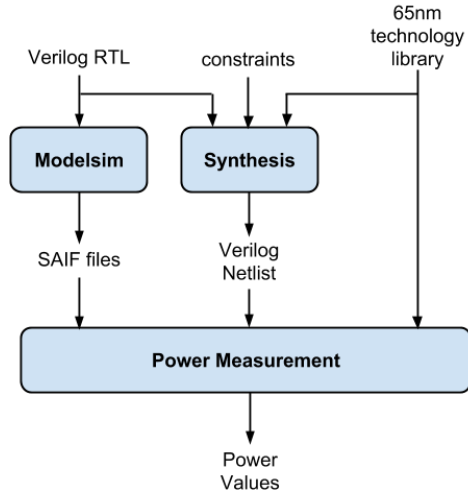 65nm
technology
library
Verilog RTL
constraints
Modelsim
Synthesis
SAIF files
Verilog
Netlist
Power Measurement
Power
Values